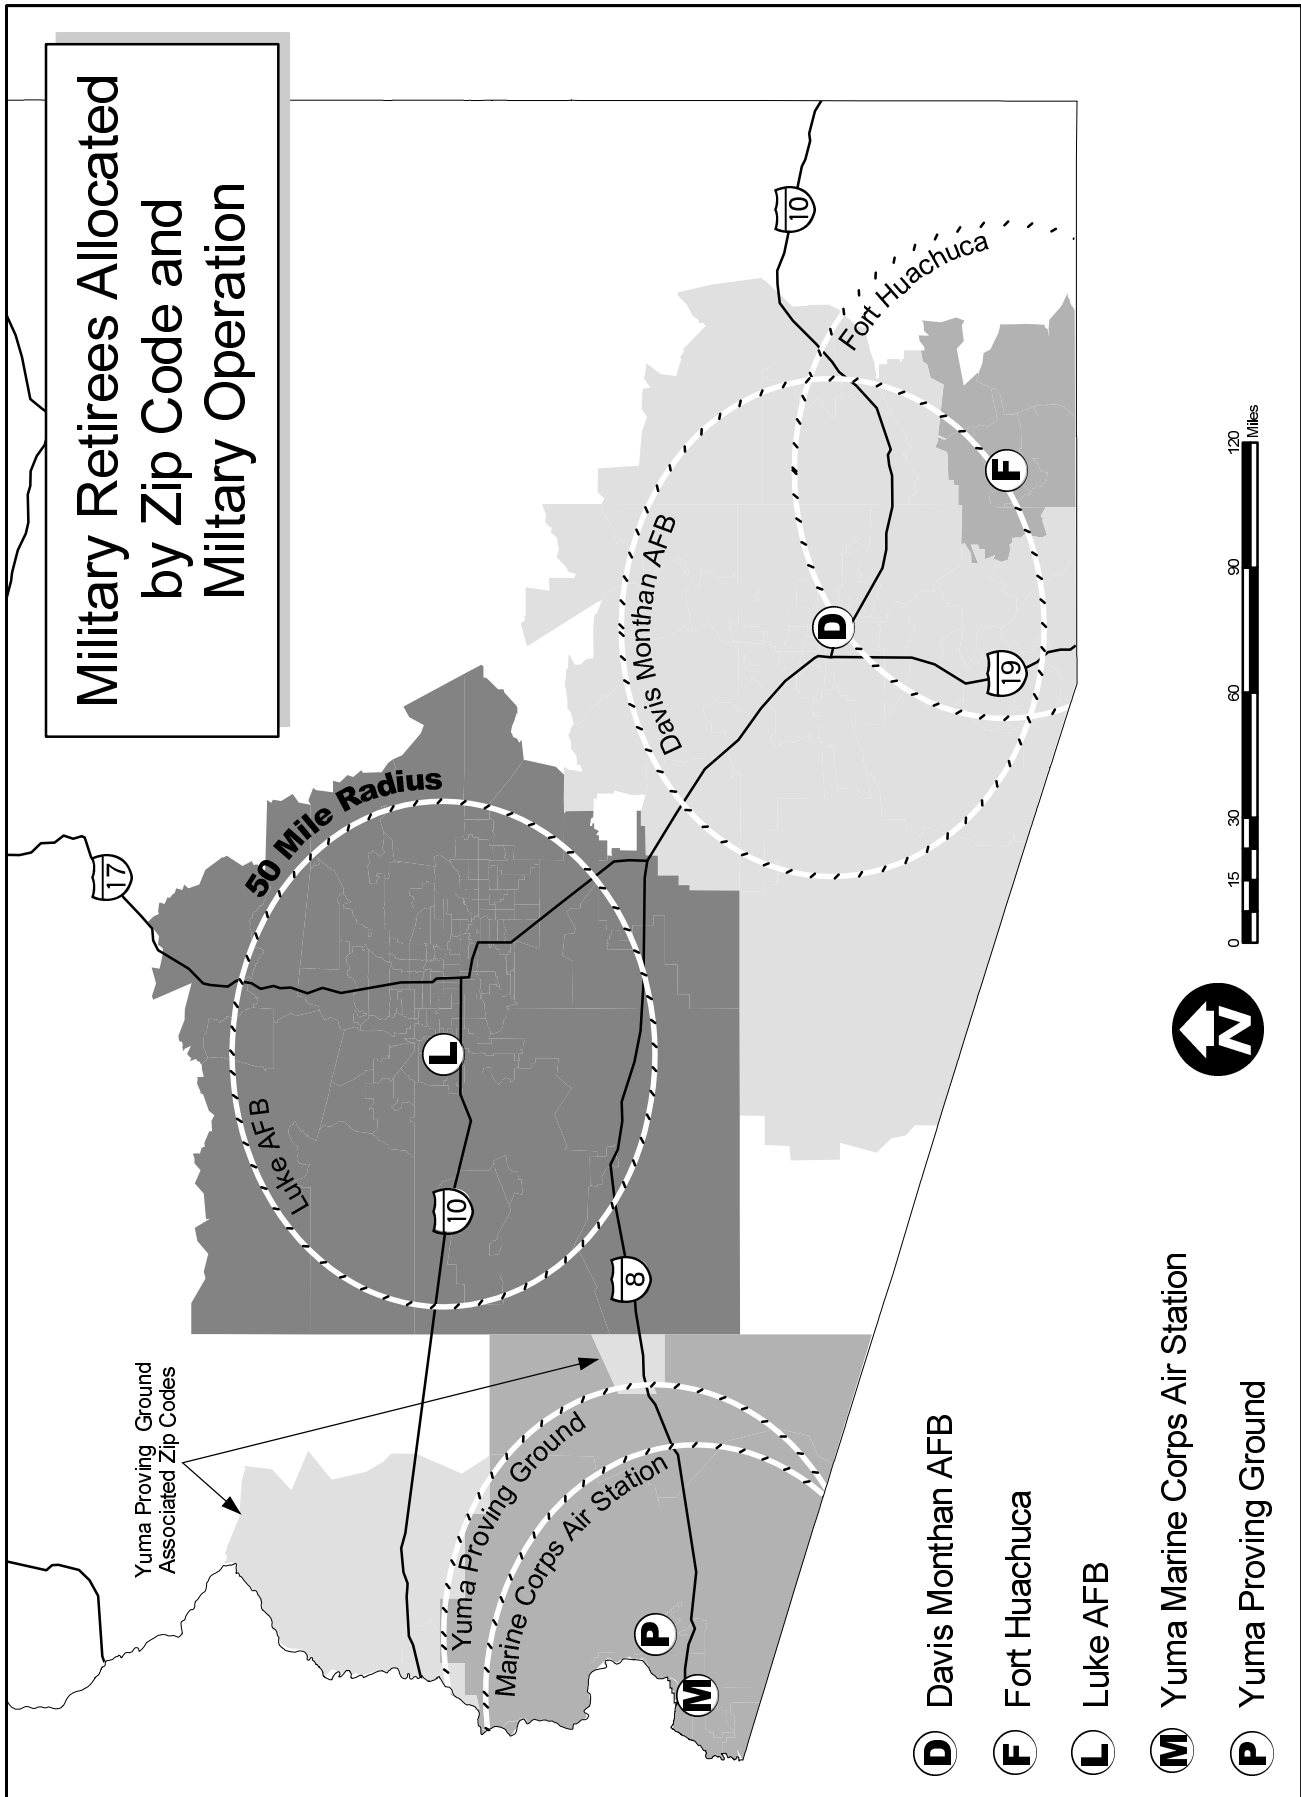 Military Retirees Allocated
by Zip Code and
Military Operation
17
50 Mile Radius
Luke AFB
L
10
8
Yuma Proving Ground
Associated Zip Codes
Yuma Proving Ground
Marine Corps Air Station
P
M
Davis Monthan AFB
D
10
Fort Huachuca
F
19
D Davis Monthan AFB
F Fort Huachuca
L Luke AFB
M Yuma Marine Corps Air Station
P Yuma Proving Ground
N
0 15 30 60 90 120
Miles